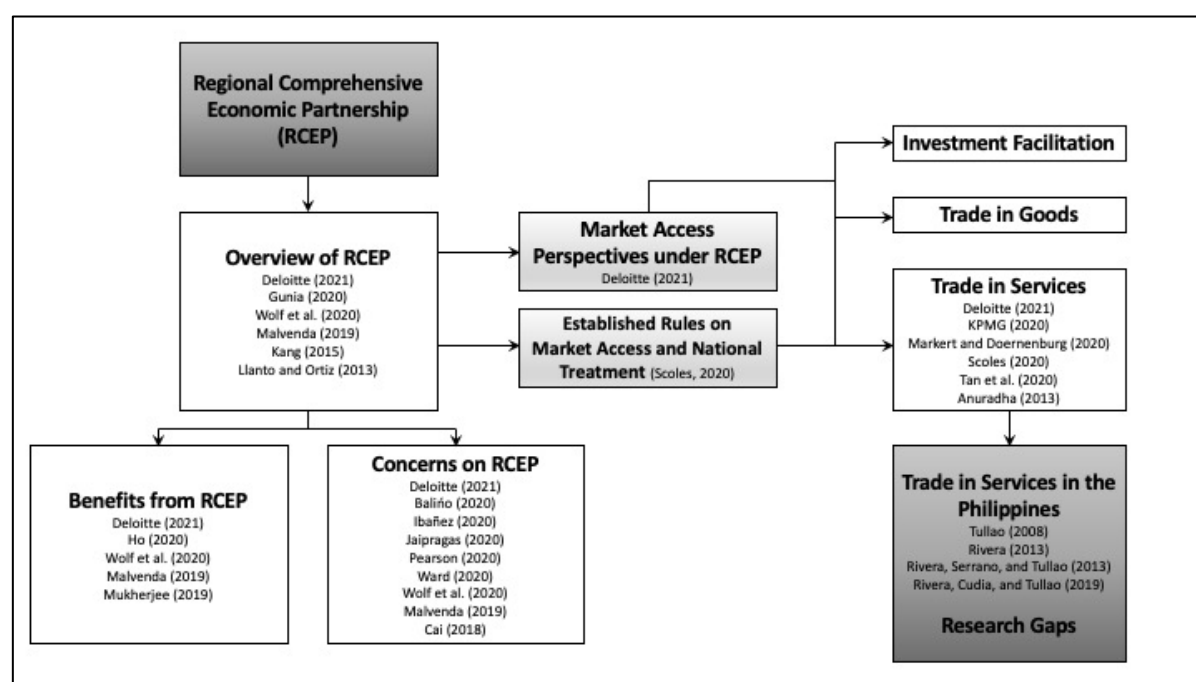 Regional Comprehensive
Economic Partnership
(RCEP)
Overview of RCEP
Deloitte (2021)
Gunia (2020)
Wolf et al. (2020)
Malvenda (2019)
Kang (2015)
Llanto and Ortiz (2013)
Benefits from RCEP
Deloitte (2021)
Ho (2020)
Wolf et al. (2020)
Malvenda (2019)
Mukherjee (2019)
Concerns on RCEP
Deloitte (2021)
Baliño (2020)
Ibañez (2020)
Jaipragas (2020)
Pearson (2020)
Ward (2020)
Wolf et al. (2020)
Malvenda (2019)
Cai (2018)
Market Access
Perspectives under RCEP
Deloitte (2021)
Established Rules on
Market Access and National
Treatment (Scoles, 2020)
Investment Facilitation
Trade in Goods
Trade in Services
Deloitte (2021)
KPMG (2020)
Markert and Doernenburg (2020)
Scoles (2020)
Tan et al. (2020)
Anuradha (2013)
Trade in Services in the
Philippines
Tullao (2008)
Rivera (2013)
Rivera, Serrano, and Tullao (2013)
Rivera, Cudia, and Tullao (2019)
Research Gaps